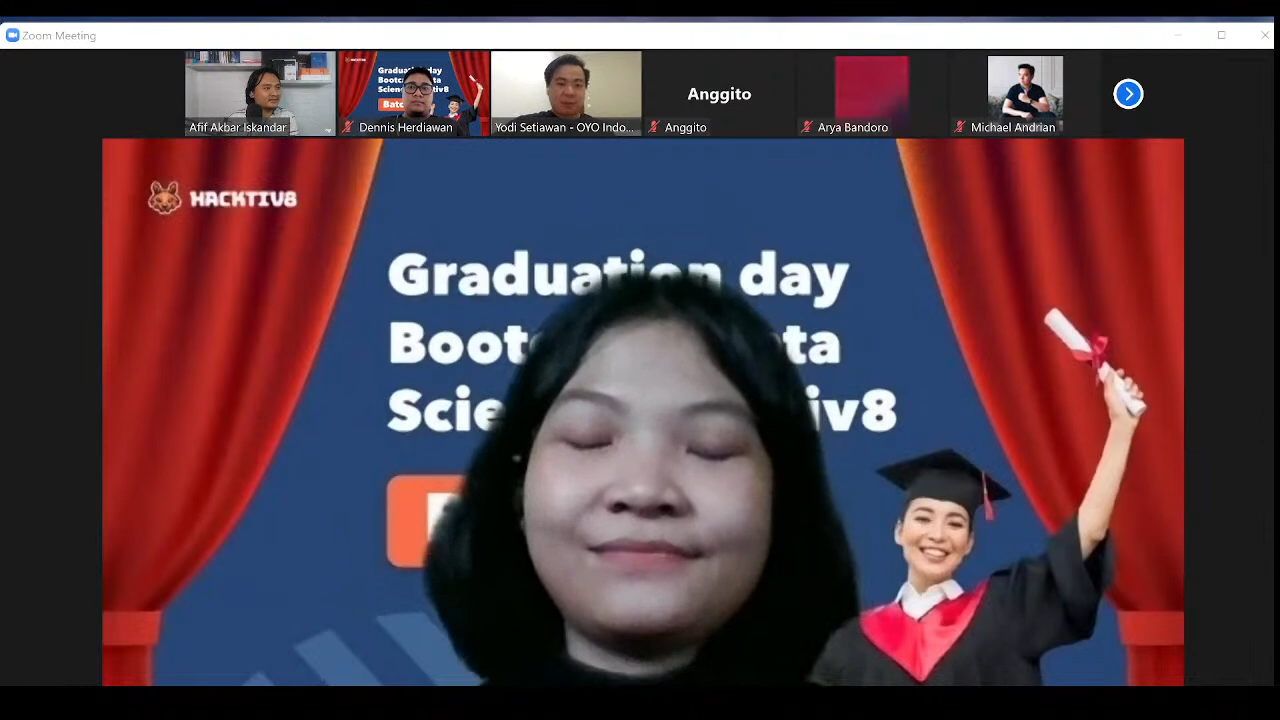 Zoom Meeting
Anggito
Afif Akbar Iskandar
Dennis Herdiawan
Yodi Setiawan - OYO Indo...
Anggito
Arya Bandoro
Michael Andrian
HACKTIV8
Graduation day
Boot ta
Scie tiv8